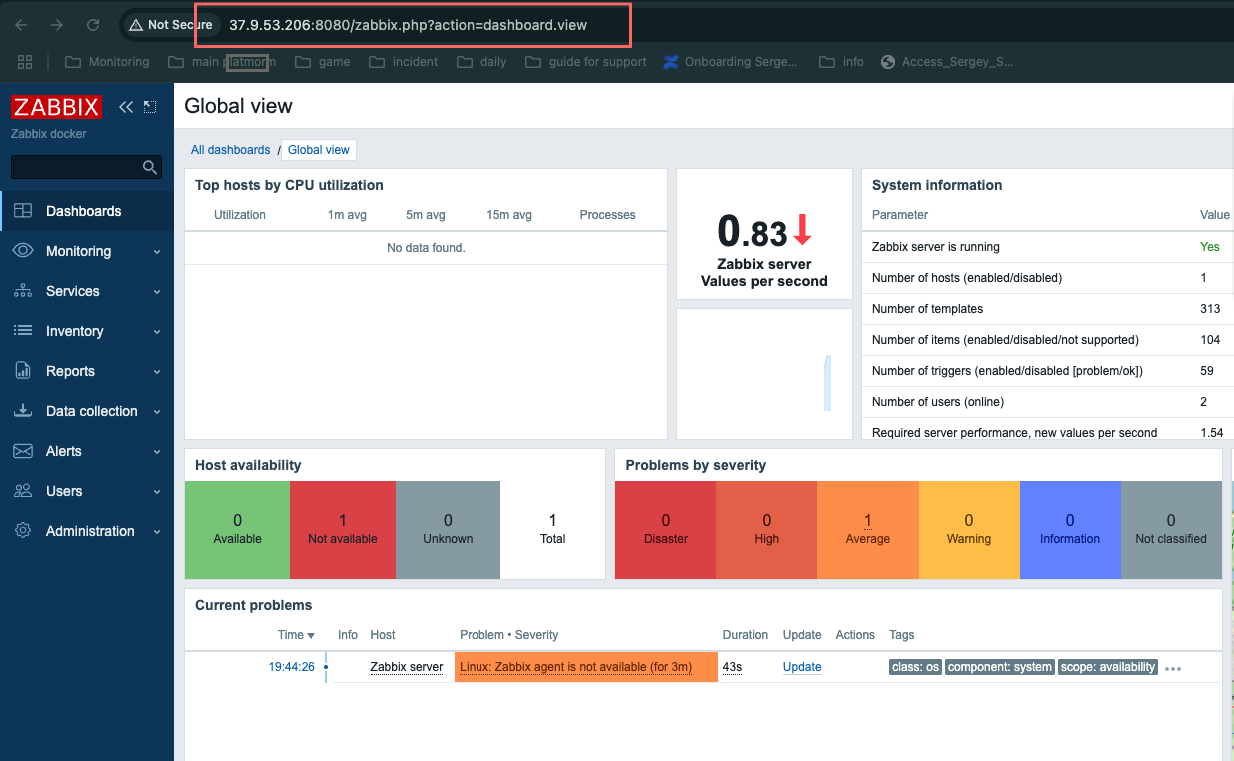 Not Secure 37.9.53.206:8080/zabbix.php?action=dashboard.view
Monitoring main platmorm game incident daily guide for support Onboarding Serge... info Access_Sergey_S...
ZABBIX
Zabbix docker
Dashboards
Monitoring
Services
Inventory
Reports
Data collection
Alerts
Users
Administration
Global view
All dashboards / Global view
Top hosts by CPU utilization
Utilization 1m avg 5m avg 15m avg Processes
No data found.
0.83
Zabbix server
Values per second
System information
Parameter Value
Zabbix server is running Yes
Number of hosts (enabled/disabled) 1
Number of templates 313
Number of items (enabled/disabled/not supported) 104
Number of triggers (enabled/disabled [problem/ok]) 59
Number of users (online) 2
Required server performance, new values per second 1.54
Host availability
0 1 0 1
Available Not available Unknown Total
Problems by severity
0 0 1 0 0 0
Disaster High Average Warning Information Not classified
Current problems
Time Info Host Problem • Severity Duration Update Actions Tags
19:44:26 Zabbix server Linux: Zabbix agent is not available (for 3m) 43s Update class: os component: system scope: availability